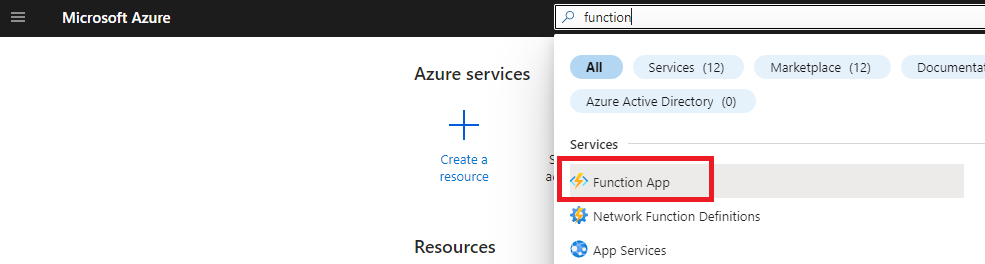 Microsoft Azure
function
All
Services (12)
Marketplace (12)
Documentat
Azure Active Directory (0)
Azure services
Create a
resource
Services
Function App
Network Function Definitions
App Services
Resources